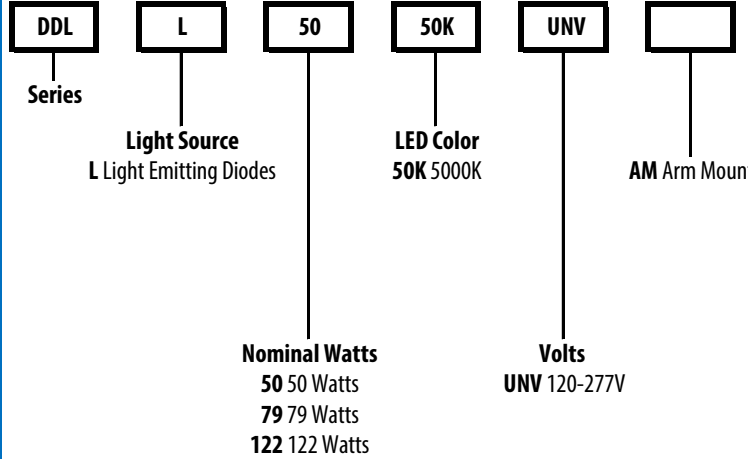 DDL L 50 50K UNV
Series
Light Source
L Light Emitting Diodes
LED Color
50K 5000K
AM Arm Moun
Nominal Watts
50 50 Watts
79 79 Watts
122 122 Watts
Volts
UNV 120-277V